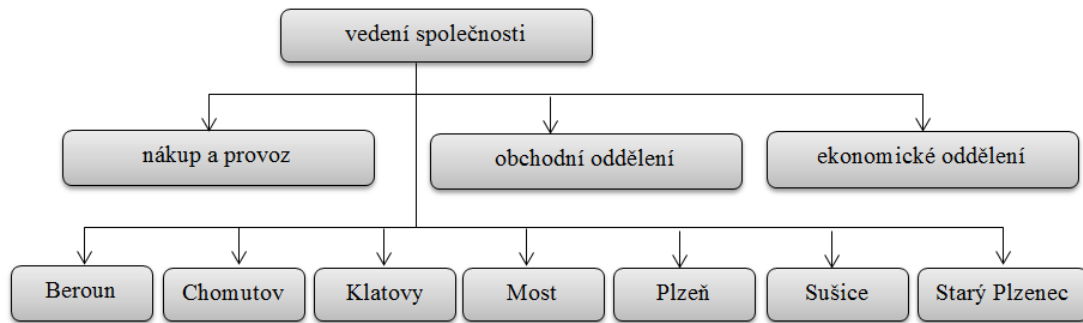 vedení společnosti
nákup a provoz
obchodní oddělení
ekonomické oddělení
Beroun
Chomutov
Klatovy
Most
Plzeň
Sušice
Starý Plzenec